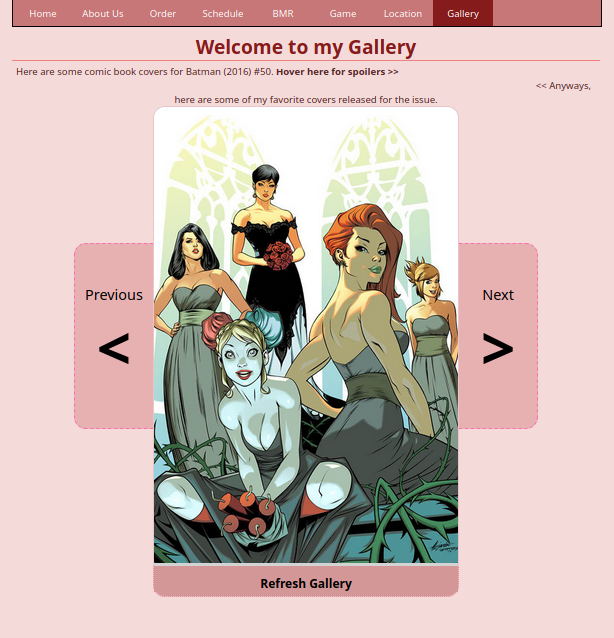 Home About Us Order Schedule BMR Game Location Gallery
Welcome to my Gallery
Here are some comic book covers for Batman (2016) #50. Hover here for spoilers >>
<< Anyways,
here are some of my favorite covers released for the issue.
Previous
<
Next
>
Refresh Gallery